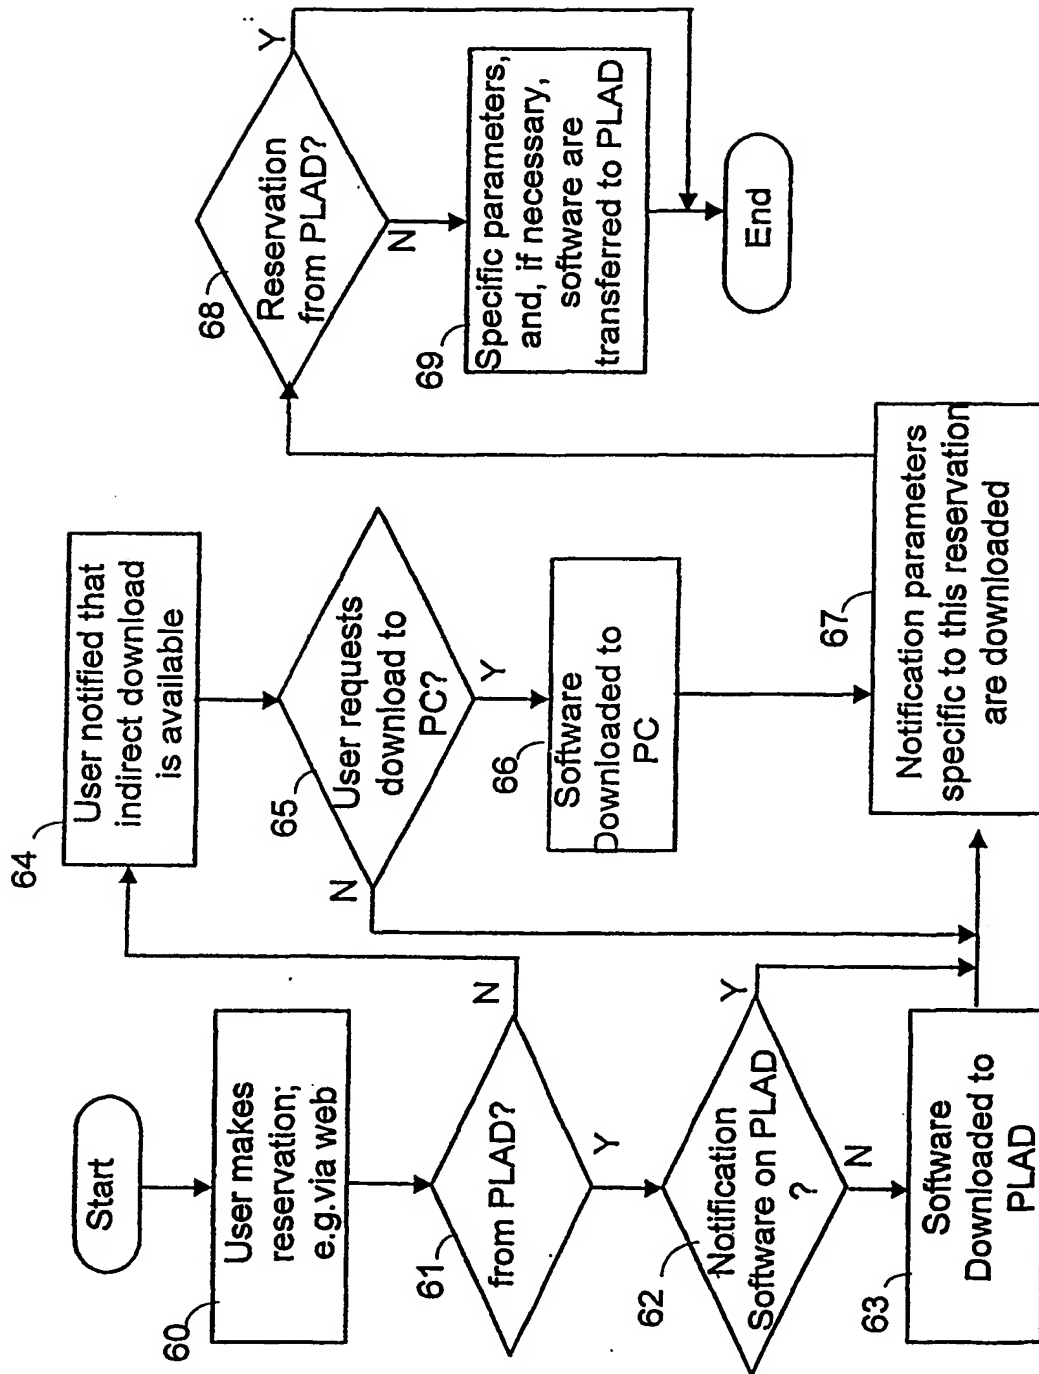 Start
60
User makes
reservation;
e.g.via web
61
from PLAD?
N
Y
62
Notification
Software on PLAD
?
Y
N
63
Software
Downloaded to
PLAD
64
User notified that
indirect download
is available
65
User requests
download to
PC?
N
Y
66
Software
Downloaded to
PC
67
Notification parameters
specific to this reservation
are downloaded
68
Reservation
from PLAD?
Y
N
69
Specific parameters,
and, if necessary,
software are
transferred to PLAD
End